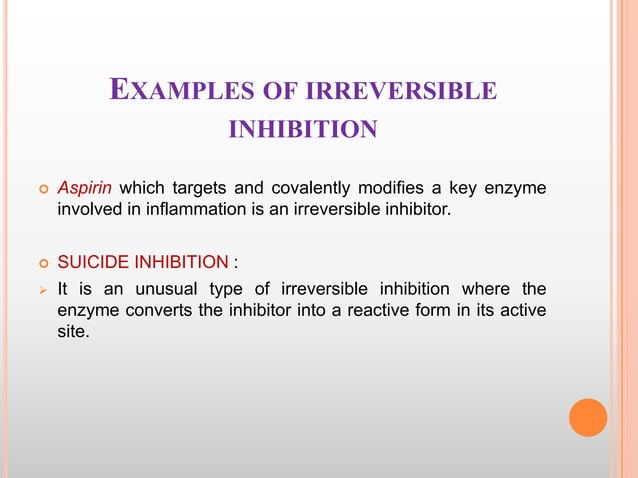 EXAMPLES OF IRREVERSIBLE
INHIBITION
Aspirin which targets and covalently modifies a key enzyme
involved in inflammation is an irreversible inhibitor.
SUICIDE INHIBITION :
It is an unusual type of irreversible inhibition where the
enzyme converts the inhibitor into a reactive form in its active
site.